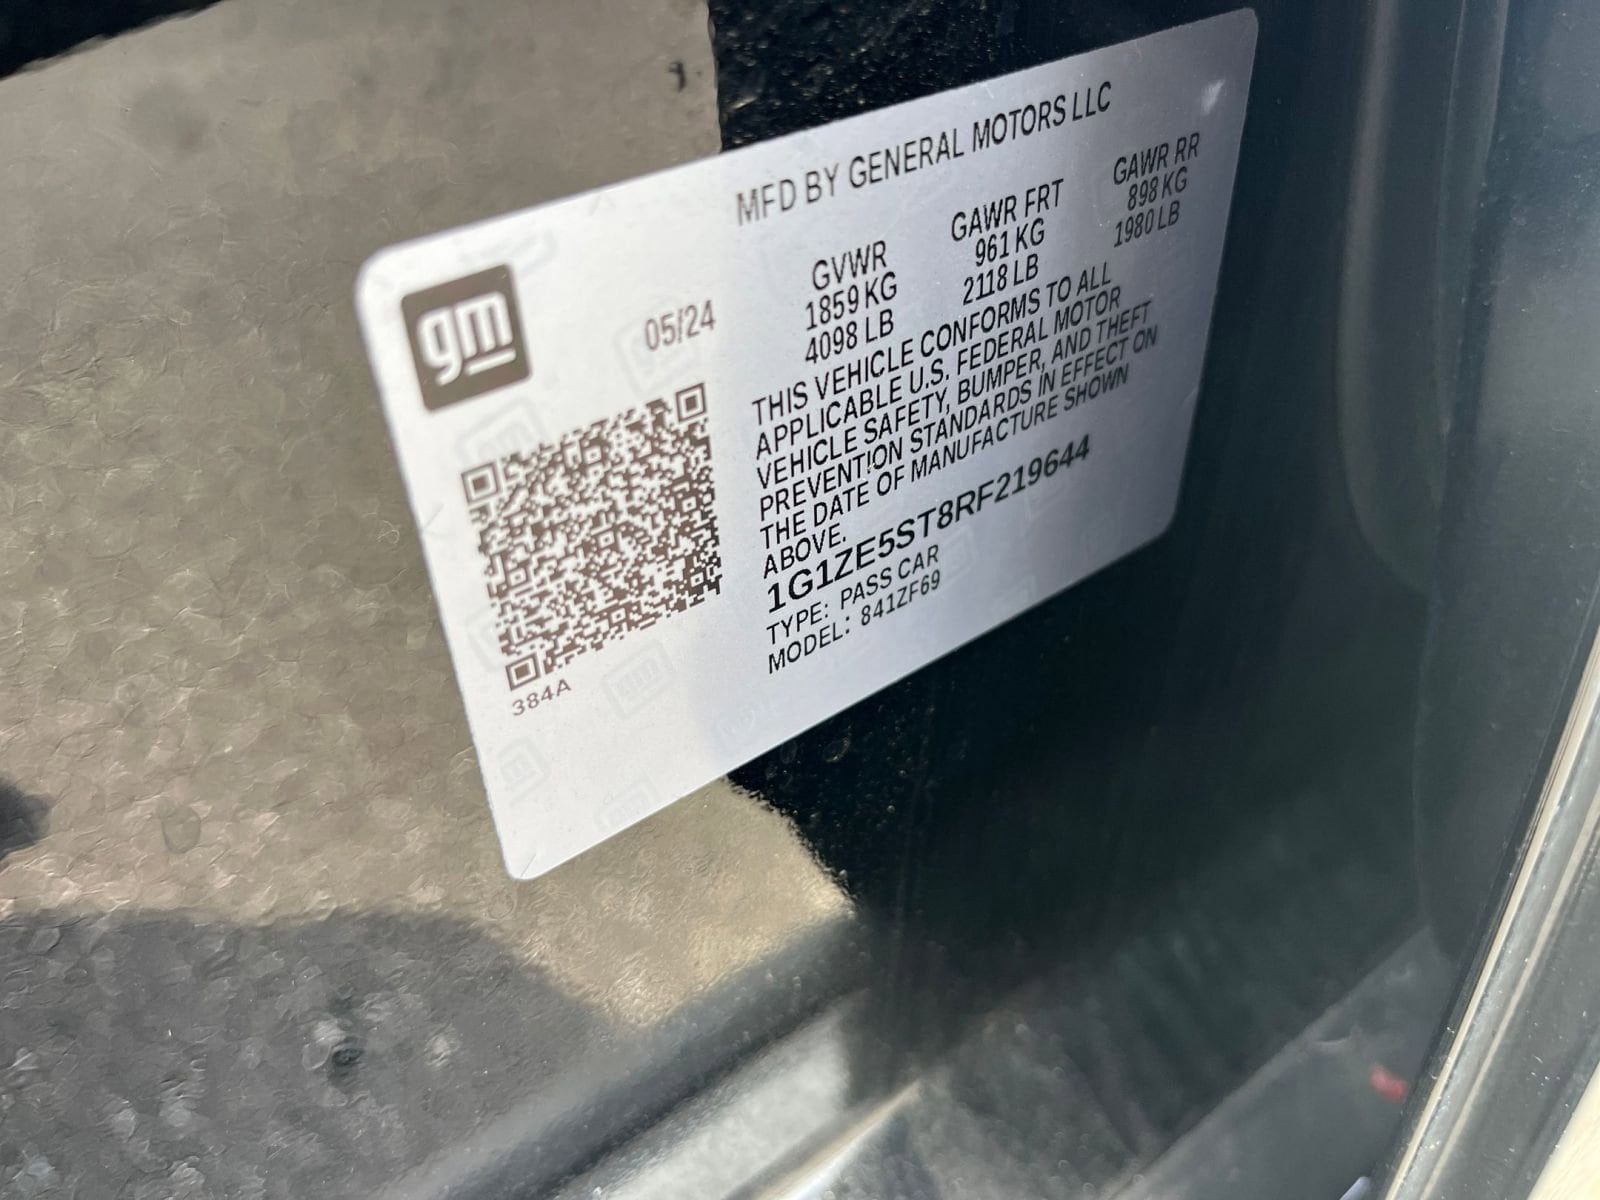 MFD BY GENERAL MOTORS LLC
gm
05/24
GVWR GAWR FRT GAWR RR
1859 KG 961 KG 898 KG
4098 LB 2118 LB 1980 LB
THIS VEHICLE CONFORMS TO ALL
APPLICABLE U.S. FEDERAL MOTOR
VEHICLE SAFETY, BUMPER, AND THEFT
PREVENTION STANDARDS IN EFFECT ON
THE DATE OF MANUFACTURE SHOWN
ABOVE.
1G1ZE5ST8RF219644
TYPE: PASS CAR
MODEL: 841ZF69
384A